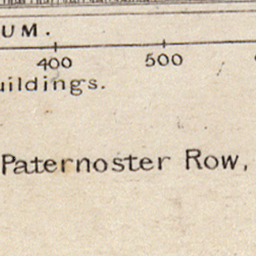 UM.
400 500
uildings.
Paternoster Row,